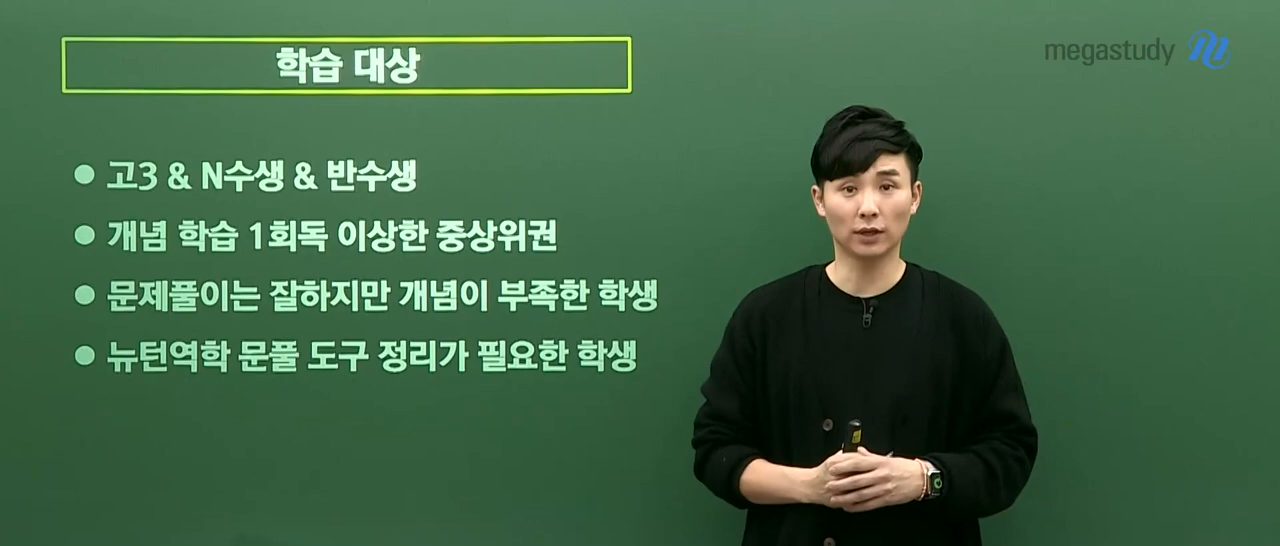 학습 대상
megastudy
● 고3 & N수생 & 반수생
● 개념 학습 1회독 이상한 중상위권
● 문제풀이는 잘하지만 개념이 부족한 학생
● 뉴턴역학 문풀 도구 정리가 필요한 학생